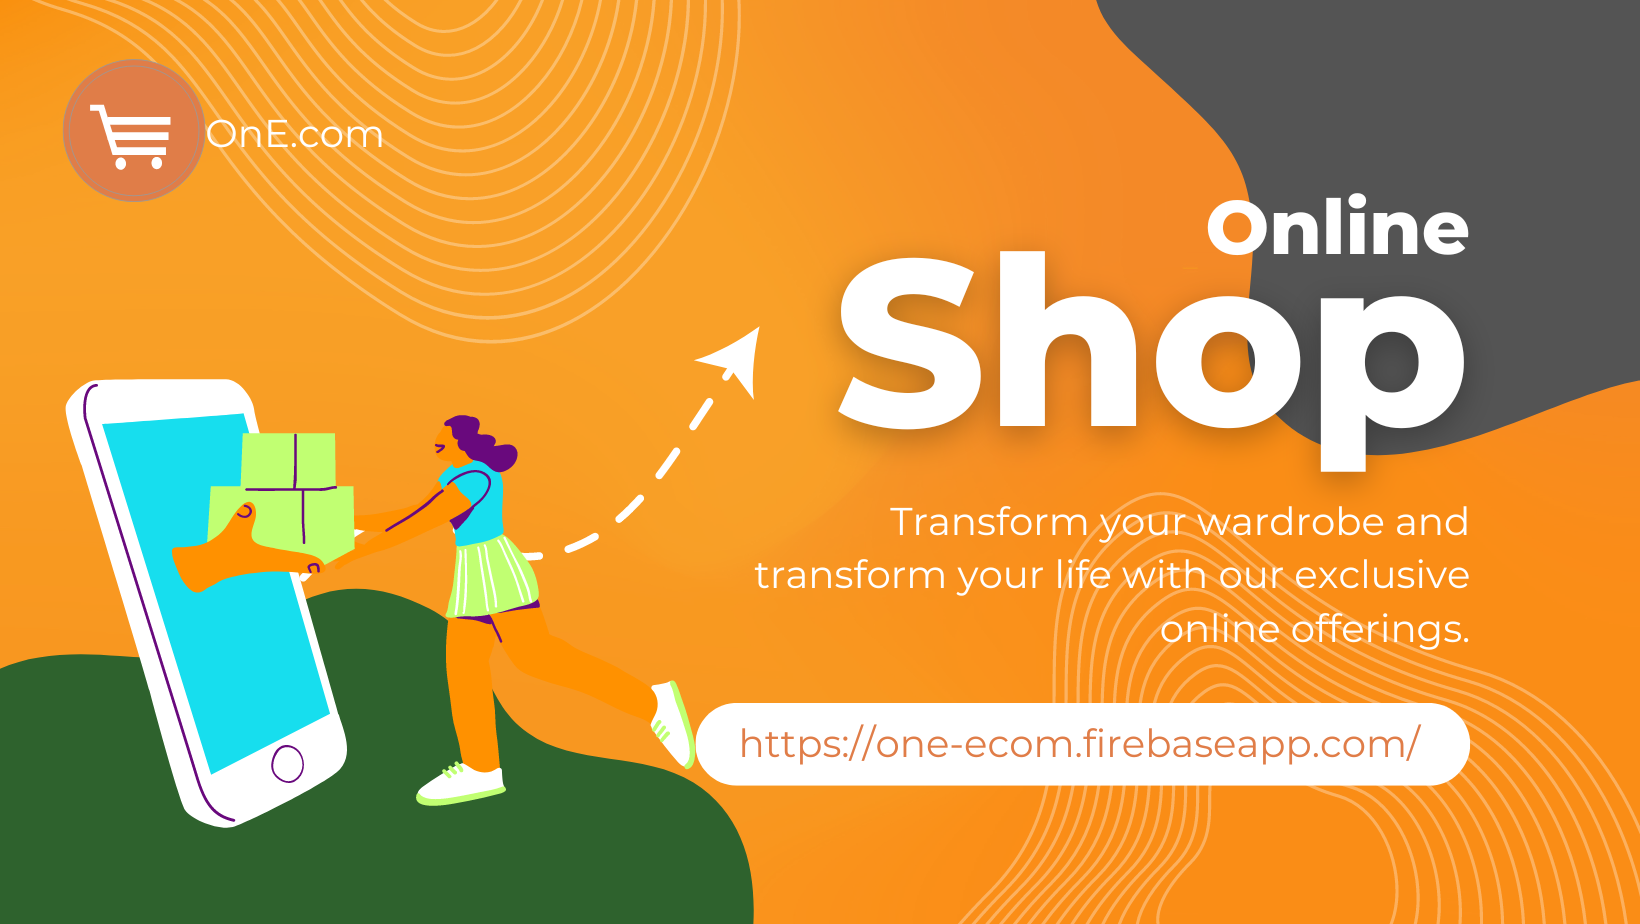 OnE.com
Online
Shop
Transform your wardrobe and
transform your life with our exclusive
online offerings.
https://one-ecom.firebaseapp.com/